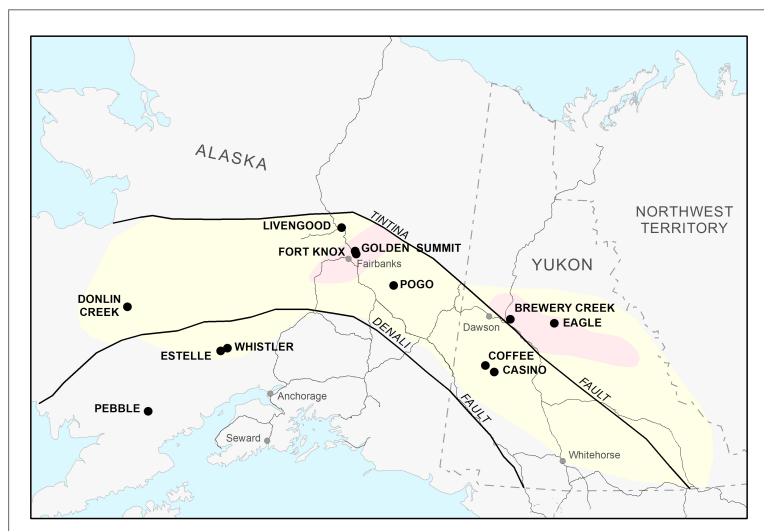 ALASKA
NORTHWEST
TERRITORY
YUKON
TINTINA
LIVENGOOD
FORT KNOX
GOLDEN SUMMIT
Fairbanks
POGO
DONLIN
CREEK
BREWERY CREEK
EAGLE
Dawson
DENALI
ESTELLE
WHISTLER
COFFEE
CASINO
FAULT
FAULT
PEBBLE
Anchorage
Seward
Whitehorse